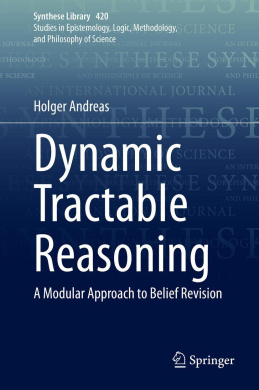 Synthese Library 420
Studies in Epistemology, Logic, Methodology,
and Philosophy of Science
Holger Andreas
Dynamic
Tractable
Reasoning
A Modular Approach to Belief Revision
Springer